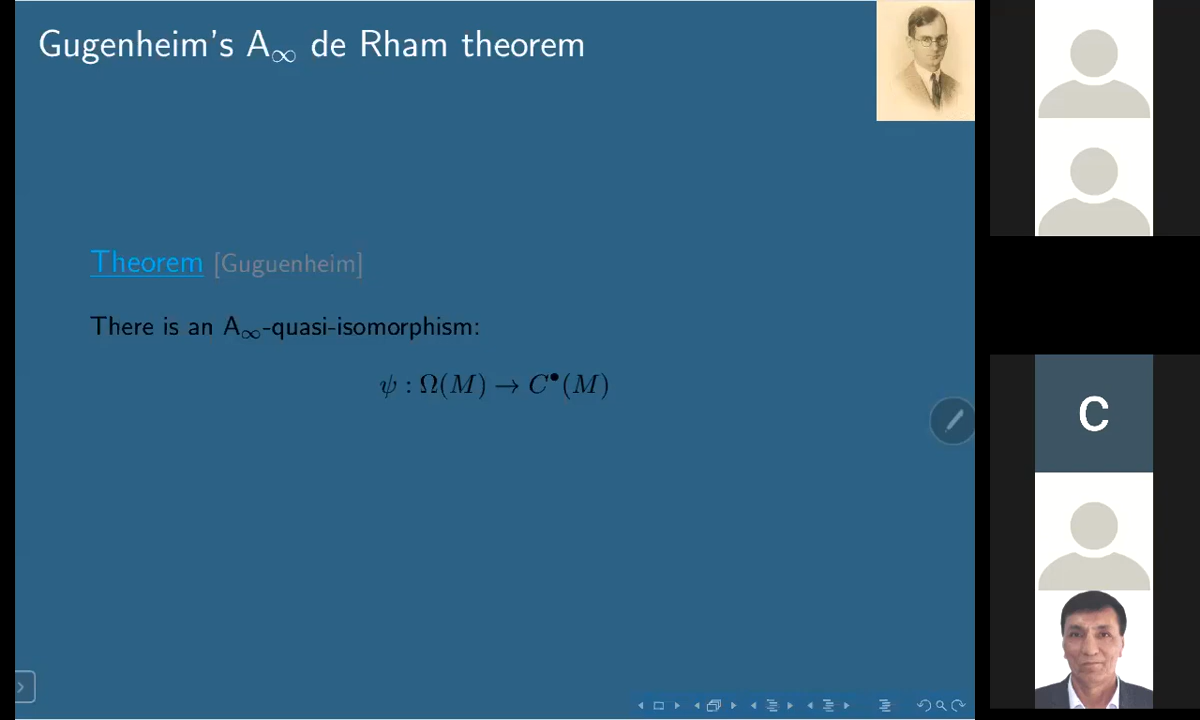 Gugenheim's A∞ de Rham theorem
Theorem [Guguenheim]
There is an A∞-quasi-isomorphism:
ψ : Ω(M) → C•(M)
C